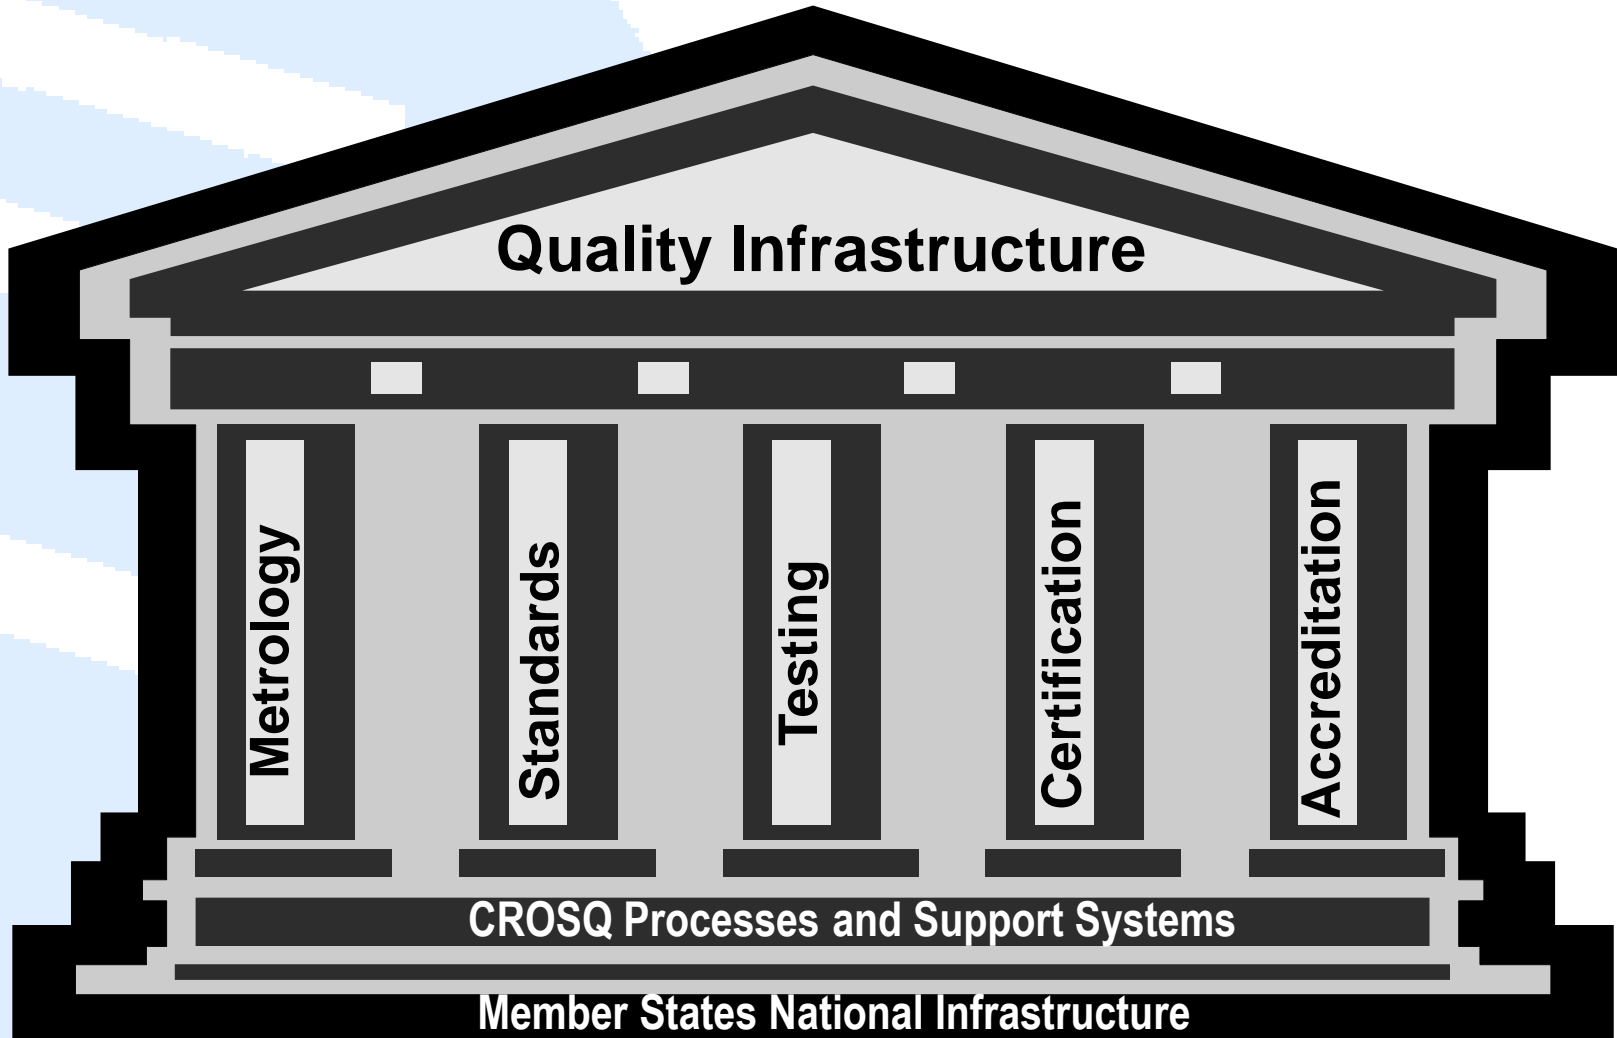 Quality Infrastructure
Metrology
Standards
Testing
Certification
Accreditation
CROSQ Processes and Support Systems
Member States National Infrastructure